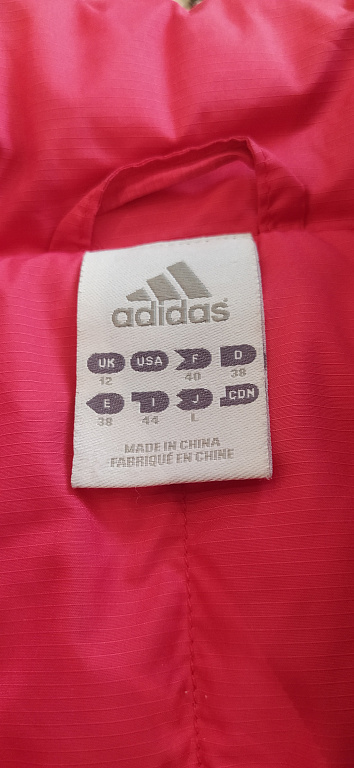 adidas
UK USA F D
12 40 38
E I J CDN
38 44 L
MADE IN CHINA
FABRIQUÉ EN CHINE